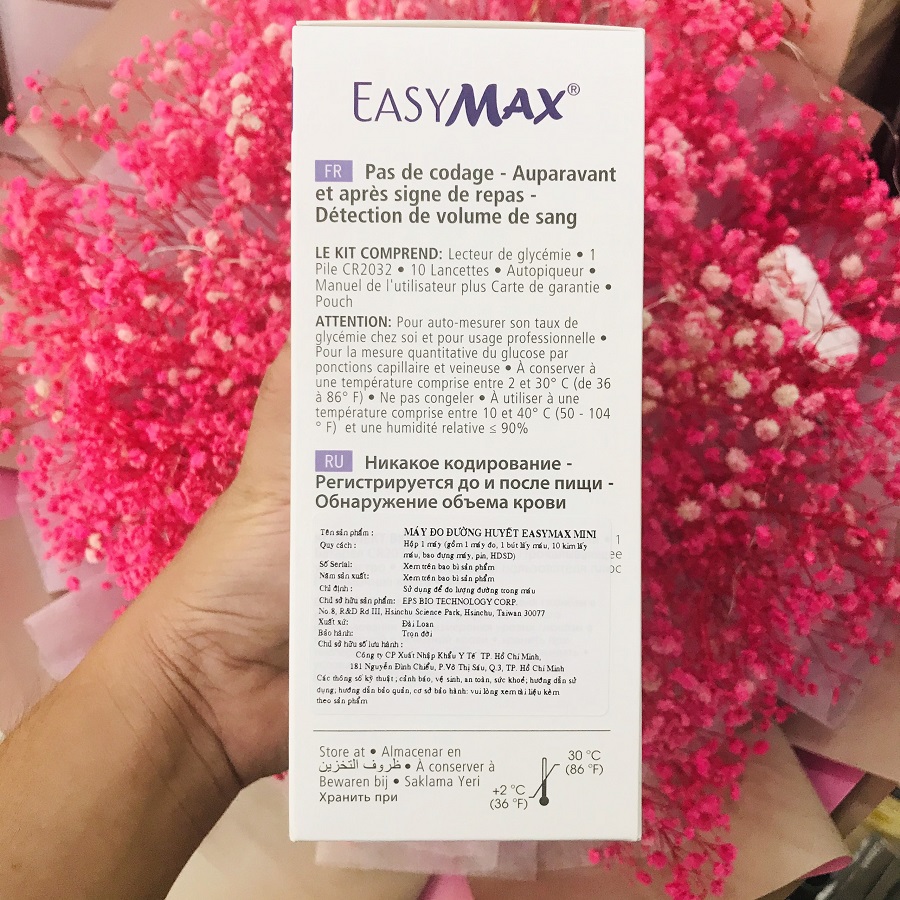 EASYMAX®
FR Pas de codage - Auparavant
et après signe de repas -
Détection de volume de sang
LE KIT COMPREND: Lecteur de glycémie • 1
Pile CR2032 • 10 Lancettes • Autopiqueur •
Manuel de l'utilisateur plus Carte de garantie •
Pouch
ATTENTION: Pour auto-mesurer son taux de
glycémie chez soi et pour usage professionnelle •
Pour la mesure quantitative du glucose par
ponctions capillaire et veineuse • À conserver à
une température comprise entre 2 et 30° C (de 36
à 86° F) • Ne pas congeler • À utiliser à une
température comprise entre 10 et 40° C (50 - 104
° F) et une humidité relative ≤ 90%
RU Никакое кодирование -
Регистрируется до и после пищи -
Обнаружение объема крови
Tên sản phẩm : MÁY ĐO ĐƯỜNG HUYẾT EASYMAX MINI
Quy cách : Hộp 1 máy (gồm 1 máy đo, 1 bút lấy máu, 10 kim lấy
máu, bao đựng máy, pin, HDSD)
Số Serial: Xem trên bao bì sản phẩm
Năm sản xuất: Xem trên bao bì sản phẩm
Chỉ định : Sử dụng để đo lượng đường trong máu
Chủ sở hữu sản phẩm: EPS BIO TECHNOLOGY CORP.
No.8, R&D Rd III, Hsinchu Science Park, Hsinchu, Taiwan 30077
Xuất xứ: Đài Loan
Bảo hành: Trọn đời
Chủ sở hữu số lưu hành :
Công ty CP Xuất Nhập Khẩu Y Tế TP. Hồ Chí Minh,
181 Nguyễn Đình Chiểu, P.Võ Thị Sáu, Q.3, TP. Hồ Chí Minh
Các thông số kỹ thuật; cảnh báo, vệ sinh, an toàn, sức khoẻ; hướng dẫn sử
dụng; hướng dẫn bảo quản, cơ sở bảo hành: vui lòng xem tài liệu kèm
theo sản phẩm
Store at • Almacenar en
ظروف التخزين • À conserver à
Bewaren bij • Saklama Yeri
Хранить при
30 °C
(86 °F)
+2 °C
(36 °F)